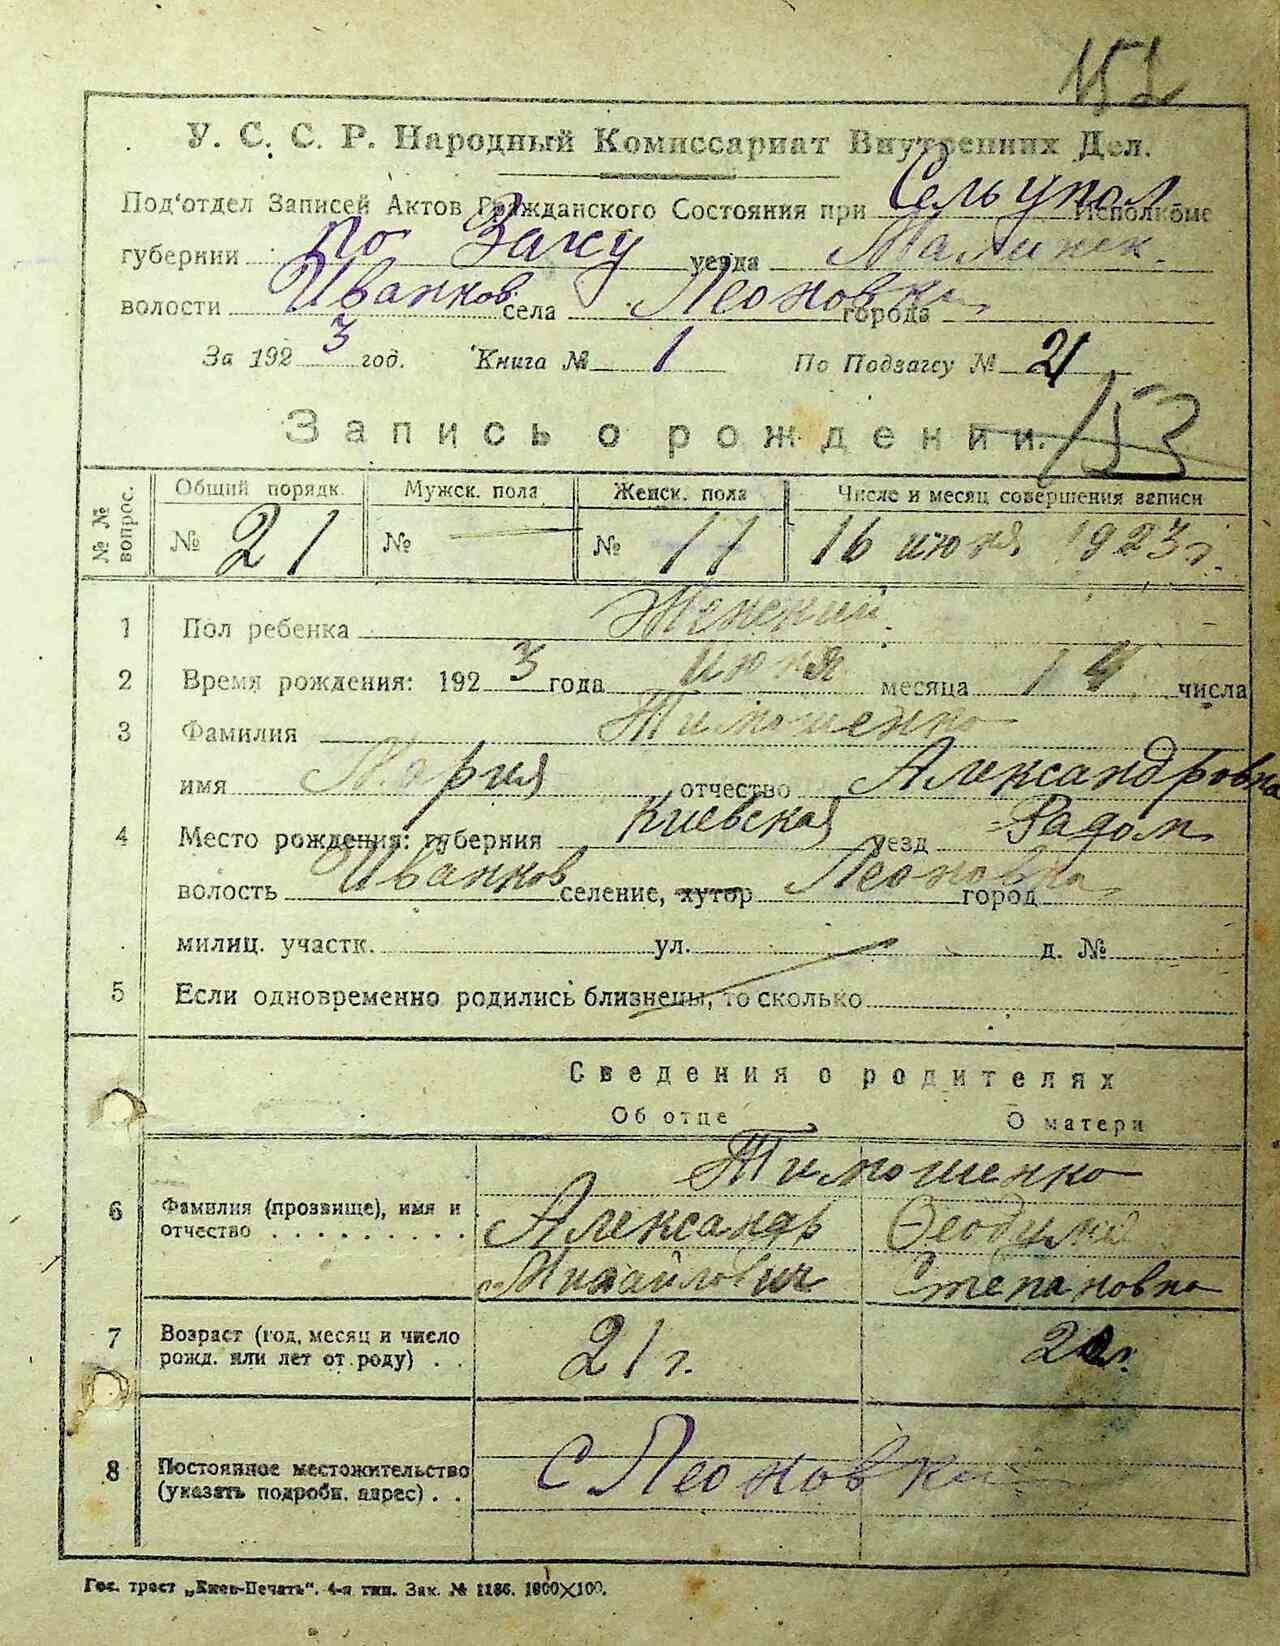 152
У. С. С. Р. Народный Комиссариат Внутренних Дел.
Под'отдел Записей Актов Гражданского Состояния при Сельупол Исполкоме
губернии по Загсу уезда Малинск.
волости Иванков села Леоновка города
За 1923 год. Книга № 1 По Подзагсу № 21
Запись о рождении. 153
№ № вопрос. Общий порядк. Мужск. пола Женск. пола Число и месяц совершения записи
№ 21 № — № 11 16 июня 1923 г.
1 Пол ребенка Женский
2 Время рождения: 1923 года июня месяца 14 числа
3 Фамилия Тимошенко
имя Мария отчество Александровна
4 Место рождения: губерния Киевская уезд Радом
волость Иванков селение, хутор Леоновка город
милиц. участк. ул. д. №
5 Если одновременно родились близнецы, то сколько
Сведения о родителях
Об отце О матери
Тимошенко
6 Фамилия (прозвище), имя и отчество Александр Михайлович Степановна
7 Возраст (год, месяц и число рожд. или лет от роду) 21 г. 20 г.
8 Постоянное местожительство (указать подробн. адрес) С Леоновка
Гос. трест „Киев-Печать". 4-я тип. Зак. № 1186. 1000×100.